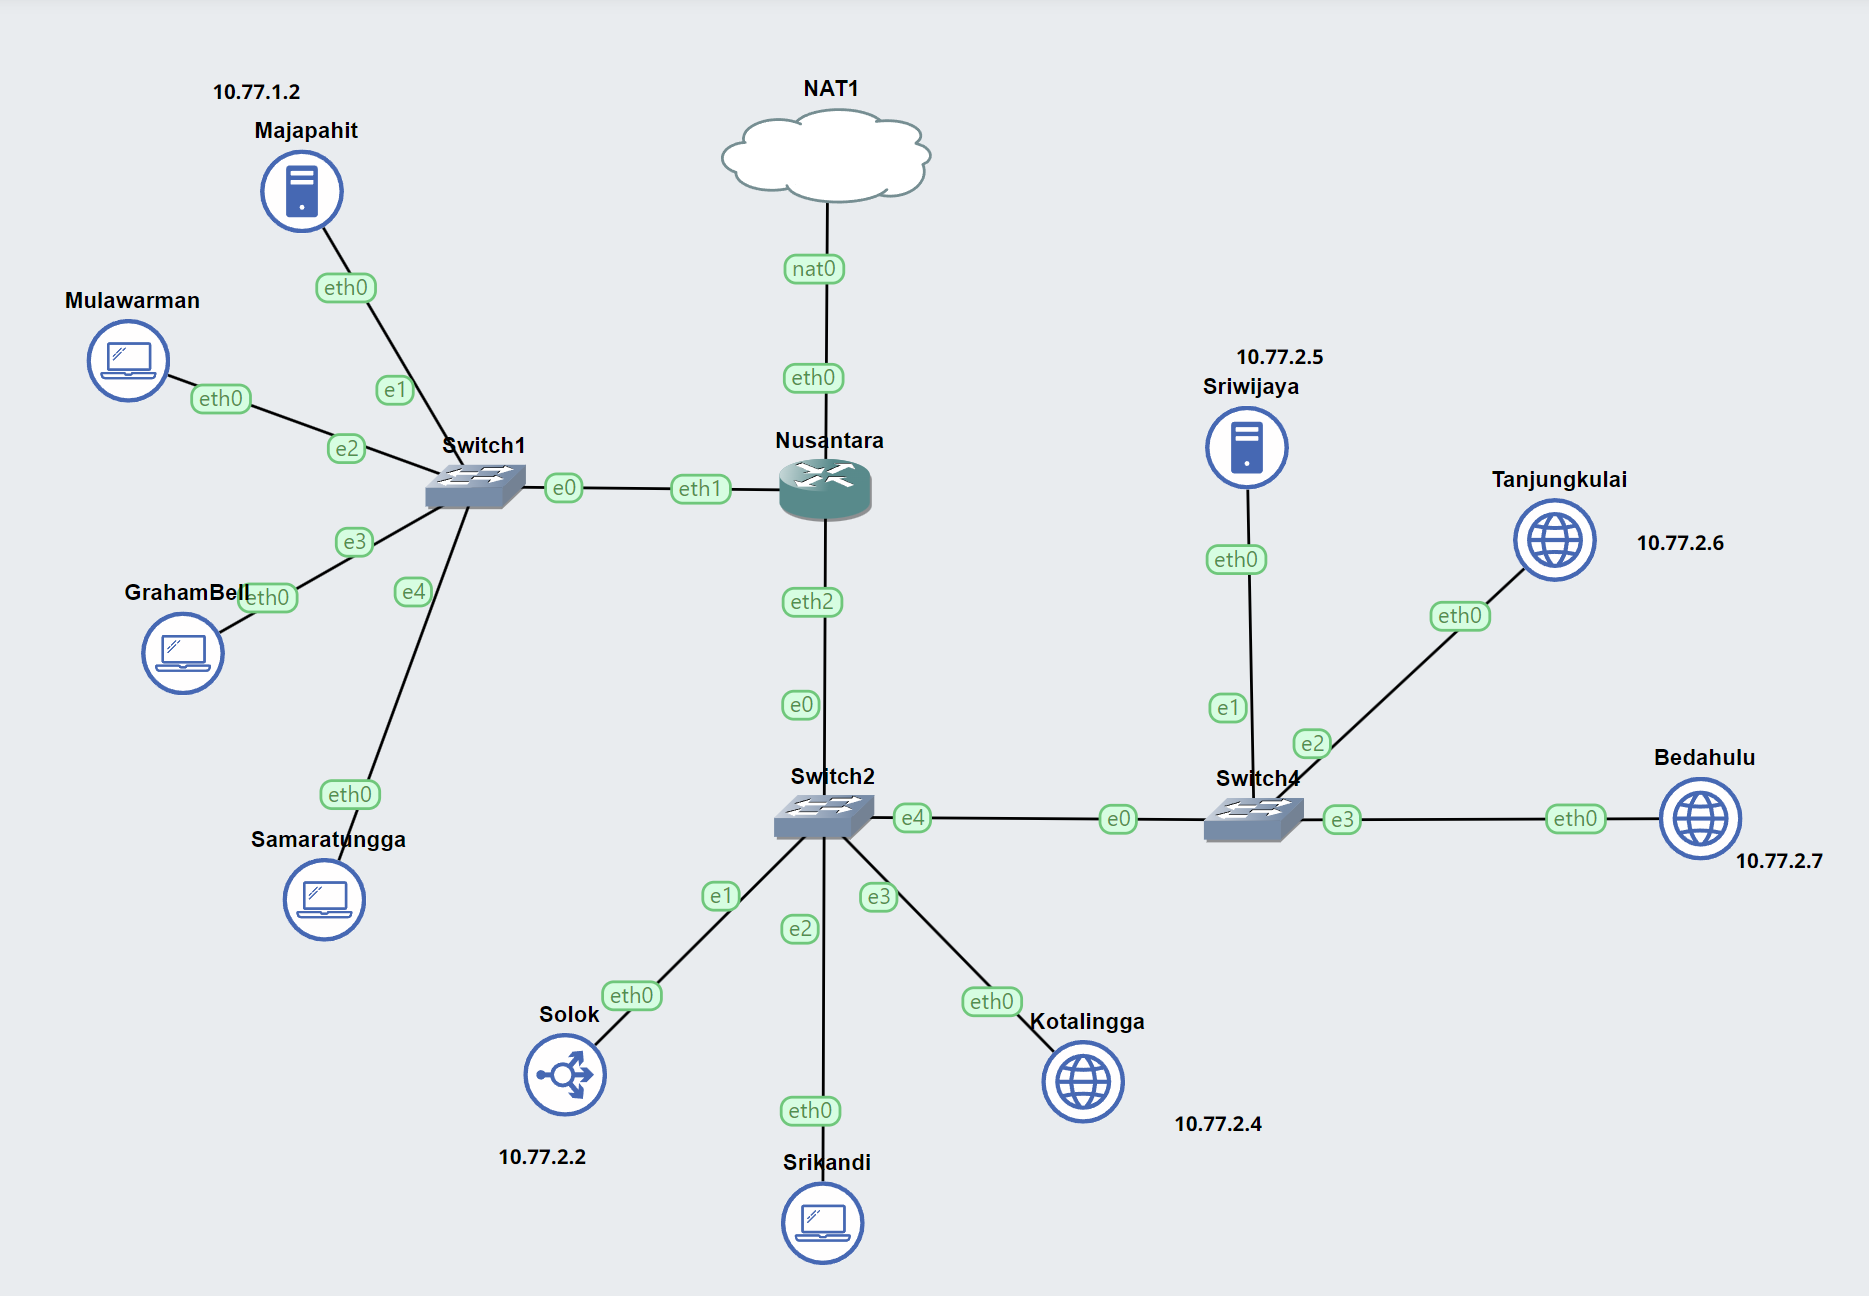 NAT1
10.77.1.2
Majapahit
nat0
eth0
Mulawarman
eth0
eth0
10.77.2.5
Sriwijaya
e1
eth0
e2
Switch1
Nusantara
e0
eth1
Tanjungkulai
10.77.2.6
e3
eth0
GrahamBell
eth0
e4
eth2
eth0
e0
e1
e2
Bedahulu
eth0
Switch2
Switch4
e4
e0
e3
eth0
Samaratungga
10.77.2.7
e1
e3
e2
eth0
eth0
Solok
Kotalingga
eth0
10.77.2.4
10.77.2.2
Srikandi